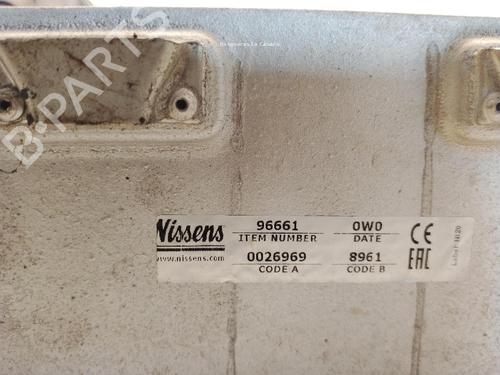 B-PARTS
Nissens
www.nissens.com
96661
ITEM NUMBER
0W0
DATE
0026969
CODE A
8961
CODE B
CE
EAC